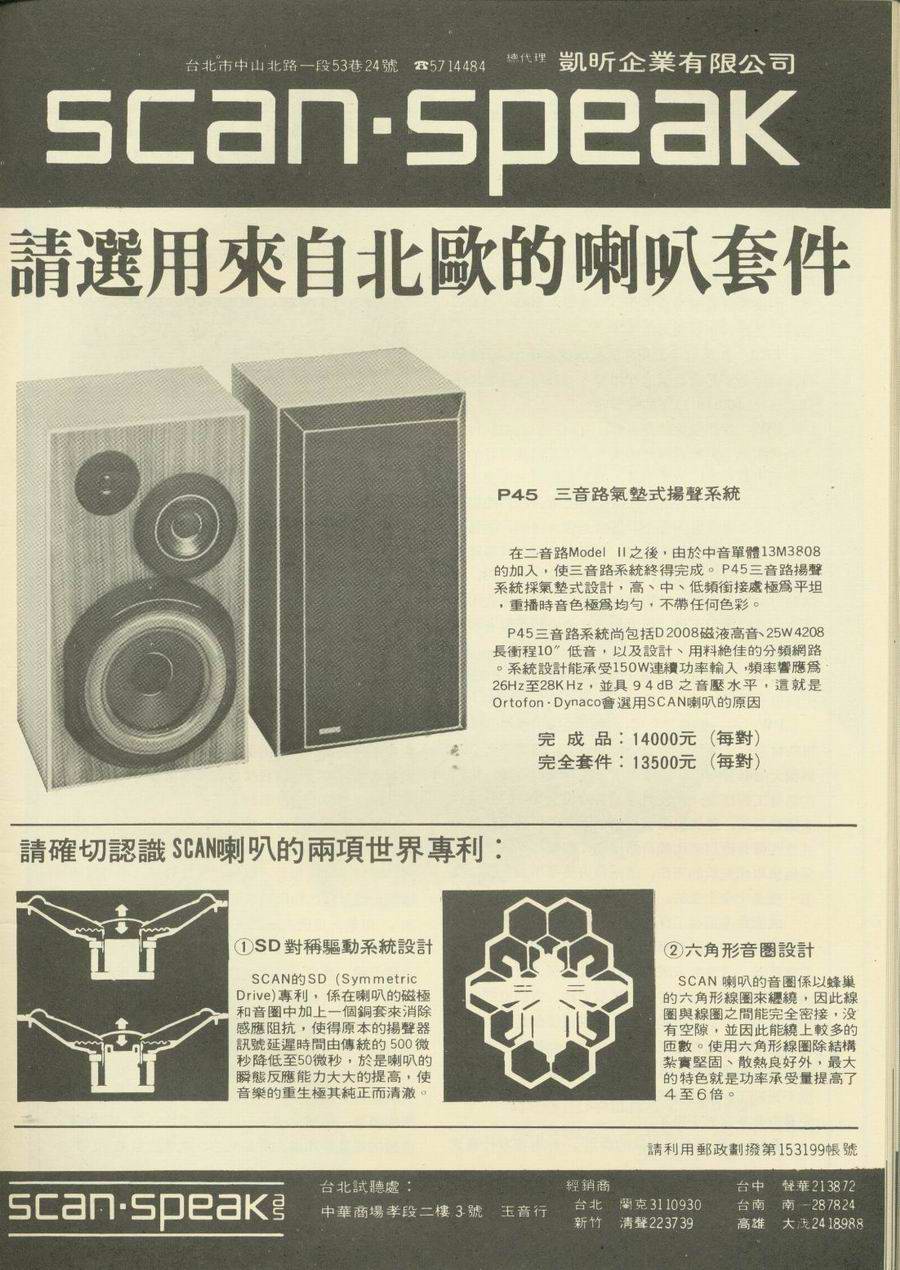 台北市中山北路一段53巷24號 ☎5714484 總代理 凱昕企業有限公司
scan·speak
請選用來自北歐的喇叭套件
P45 三音路氣墊式揚聲系統
在二音路Model II之後，由於中音單體13M3808
的加入，使三音路系統終得完成。P45三音路揚聲
系統採氣墊式設計，高、中、低頻銜接處極爲平坦
，重播時音色極爲均勻，不帶任何色彩。
P45三音路系統尚包括D2008磁液高音、25W4208
長衝程10″低音，以及設計、用料絶佳的分頻網路
。系統設計能承受150W連續功率輸入，頻率響應爲
26Hz至28KHz，並具94dB之音壓水平，這就是
Ortofon·Dynaco會選用SCAN喇叭的原因
完成品：14000元（每對）
完全套件：13500元（每對）
請確切認識SCAN喇叭的兩項世界專利：
①SD對稱驅動系統設計
SCAN的SD (Symmetric
Drive)專利，係在喇叭的磁極
和音圈中加上一個銅套來消除
感應阻抗，使得原本的揚聲器
訊號延遲時間由傳統的500微
秒降低至50微秒，於是喇叭的
瞬態反應能力大大的提高，使
音樂的重生極其純正而清澈。
②六角形音圈設計
SCAN 喇叭的音圈係以蜂巢
的六角形線圈來纏繞，因此線
圈與線圈之間能完全密接，没
有空隙，並因此能繞上較多的
匝數。使用六角形線圈除結構
紮實堅固、散熱良好外，最大
的特色就是功率承受量提高了
4至6倍。
請利用郵政劃撥第153199帳號
scan·speak a/s
台北試聽處：
中華商場孝段二樓3號 玉音行
經銷商
台北 蘭克3110930
新竹 清聲223739
台中 聲華213872
台南 南一287824
高雄 大茂2418988